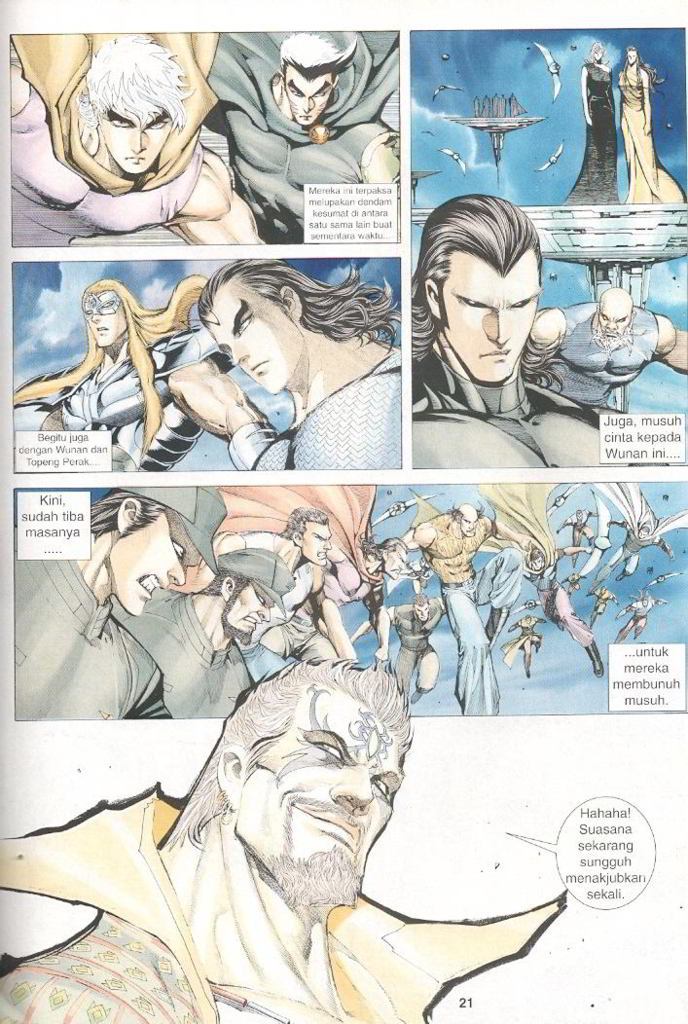 Mereka ini terpaksa
melupakan dendam
kesumat di antara
satu sama lain buat
sementara waktu...
Begitu juga
dengan Wunan dan
Topeng Perak....
Juga, musuh
cinta kepada
Wunan ini....
Kini,
sudah tiba
masanya
.....
...untuk
mereka
membunuh
musuh.
Hahaha!
Suasana
sekarang
sungguh
menakjubkan
sekali.
21